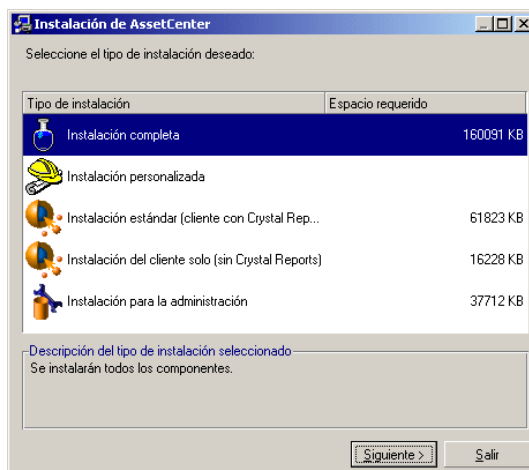 Instalación de AssetCenter
Seleccione el tipo de instalación deseado:
Tipo de instalación Espacio requerido
Instalación completa 160091 KB
Instalación personalizada
Instalación estándar (cliente con Crystal Rep... 61823 KB
Instalación del cliente solo (sin Crystal Reports) 16228 KB
Instalación para la administración 37712 KB
Descripción del tipo de instalación seleccionado
Se instalarán todos los componentes.
Siguiente > Salir